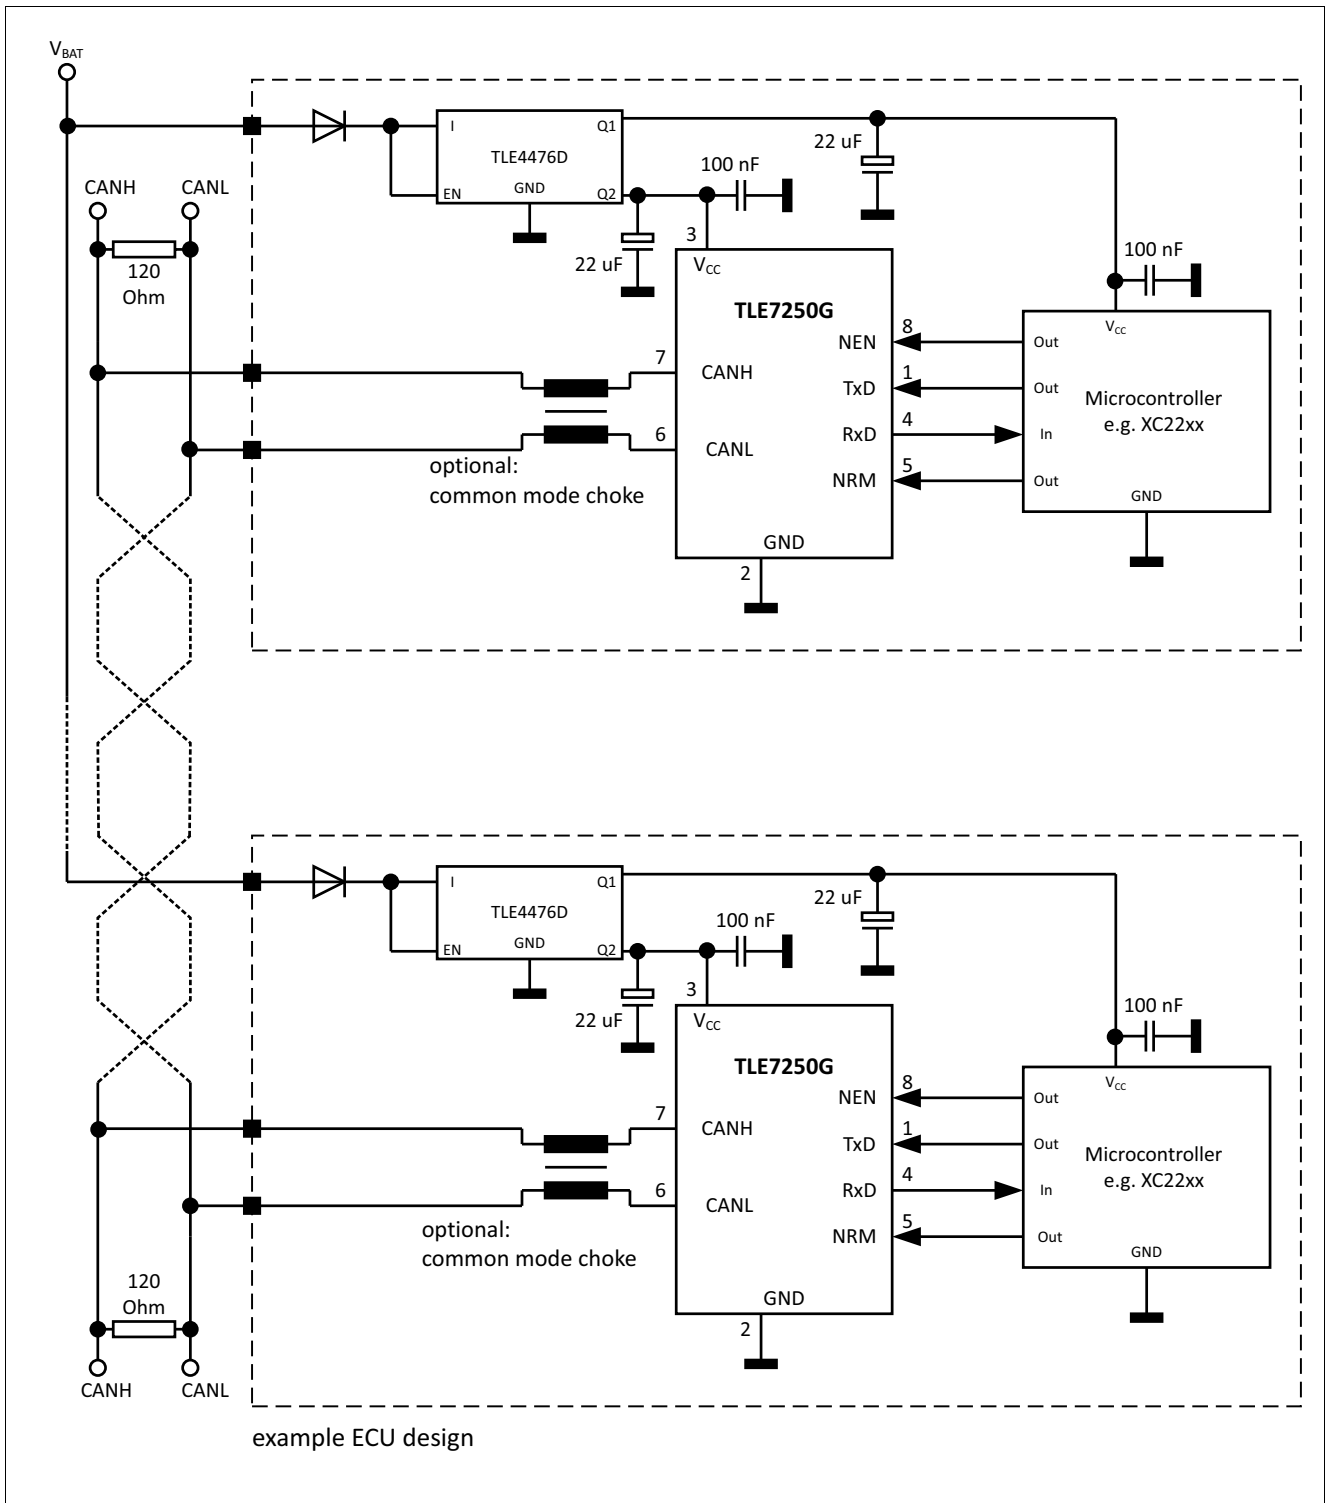 V_BAT
CANH
CANL
120
Ohm
I
Q1
TLE4476D
EN
GND
Q2
22 uF
100 nF
22 uF
3
V_CC
TLE7250G
100 nF
V_CC
NEN
8
Out
7
CANH
TxD
1
Out
Microcontroller
e.g. XC22xx
6
CANL
RxD
4
In
optional:
common mode choke
NRM
5
Out
GND
GND
2
I
Q1
TLE4476D
EN
GND
Q2
22 uF
100 nF
22 uF
3
V_CC
TLE7250G
100 nF
V_CC
NEN
8
Out
7
CANH
TxD
1
Out
Microcontroller
e.g. XC22xx
6
CANL
RxD
4
In
optional:
common mode choke
NRM
5
Out
GND
GND
2
120
Ohm
CANH
CANL
example ECU design